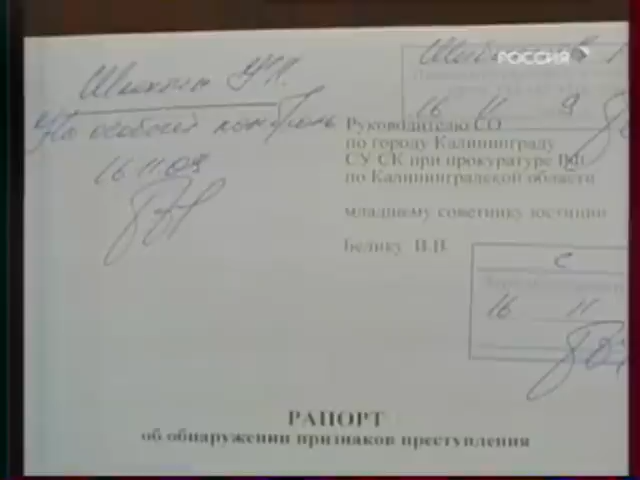 РОССИЯ
На особый контроль
16.11.09
16 11 9
Руководителю СО
по городу Калининграду
СУ СК при прокуратуре РФ
по Калининградской области
младшему советнику юстиции
Белику В.В.
С
16 11
РАПОРТ
об обнаружении признаков преступления